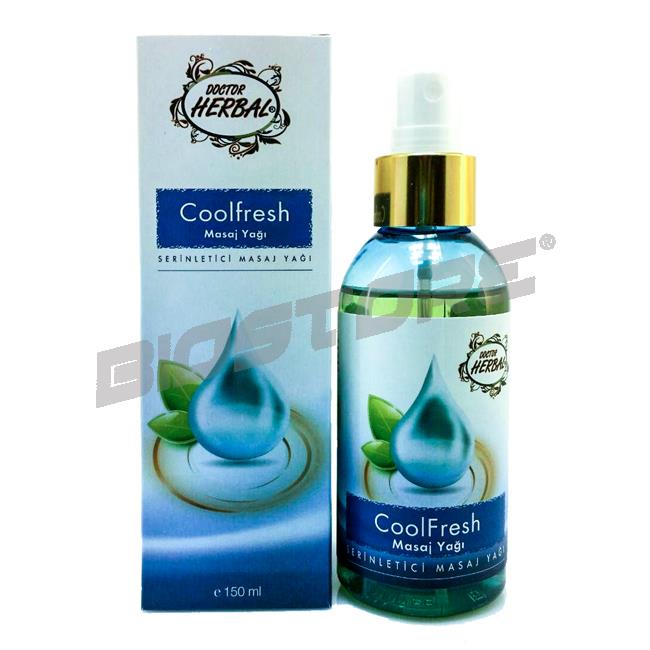 DOCTOR
HERBAL®
Coolfresh
Masaj Yağı
SERİNLETİCİ MASAJ YAĞI
℮ 150 ml
BIOSTORE®
DOCTOR
HERBAL
CoolFresh
Masaj Yağı
SERİNLETİCİ MASAJ YAĞI